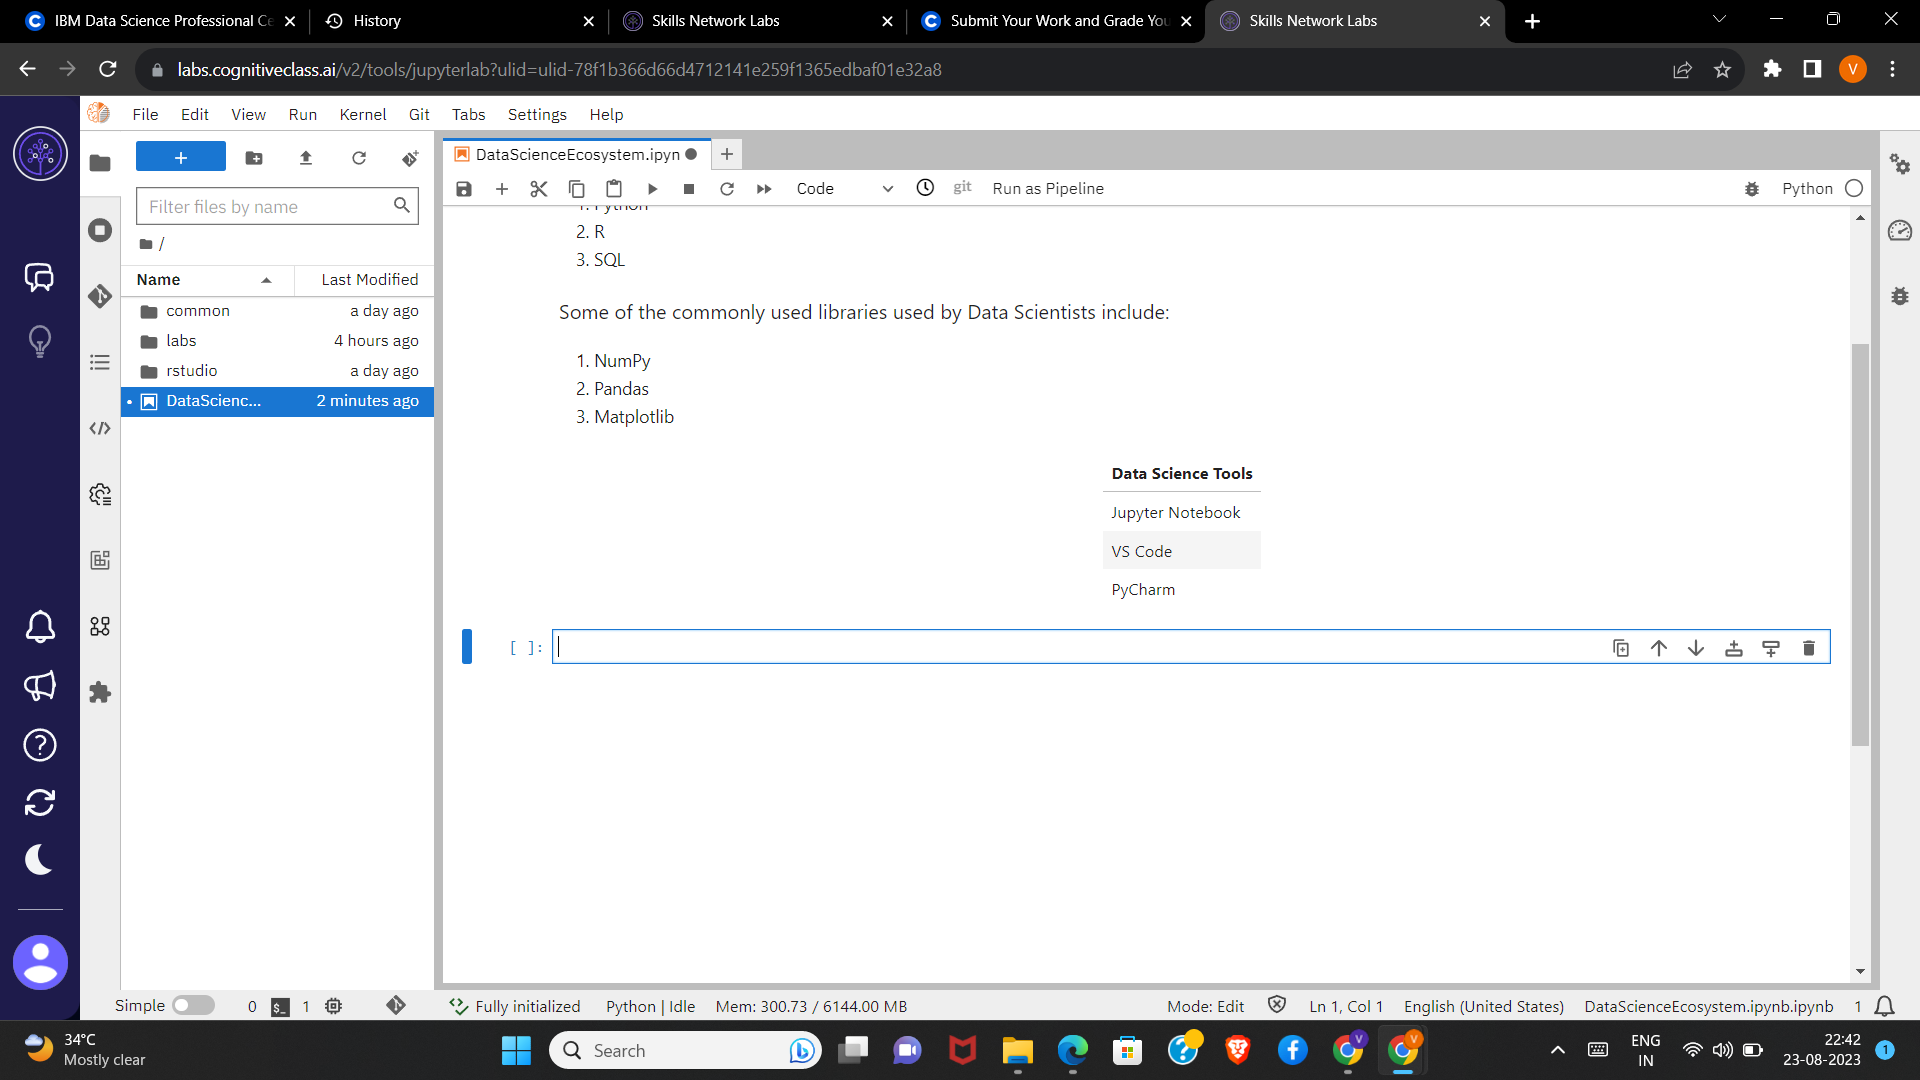 IBM Data Science Professional Ce
History
Skills Network Labs
Submit Your Work and Grade You
Skills Network Labs
labs.cognitiveclass.ai/v2/tools/jupyterlab?ulid=ulid-78f1b366d66d4712141e259f1365edbaf01e32a8
V
File Edit View Run Kernel Git Tabs Settings Help
DataScienceEcosystem.ipyn
Code
git
Run as Pipeline
Python
Filter files by name
/
Name Last Modified
common a day ago
labs 4 hours ago
rstudio a day ago
DataScienc... 2 minutes ago
1. Python
2. R
3. SQL
Some of the commonly used libraries used by Data Scientists include:
1. NumPy
2. Pandas
3. Matplotlib
Data Science Tools
Jupyter Notebook
VS Code
PyCharm
[ ]:
Simple 0 $_ 1 Fully initialized Python | Idle Mem: 300.73 / 6144.00 MB Mode: Edit Ln 1, Col 1 English (United States) DataScienceEcosystem.ipynb.ipynb 1
34°C
Mostly clear
Search
V
V
ENG
IN
22:42
23-08-2023
1